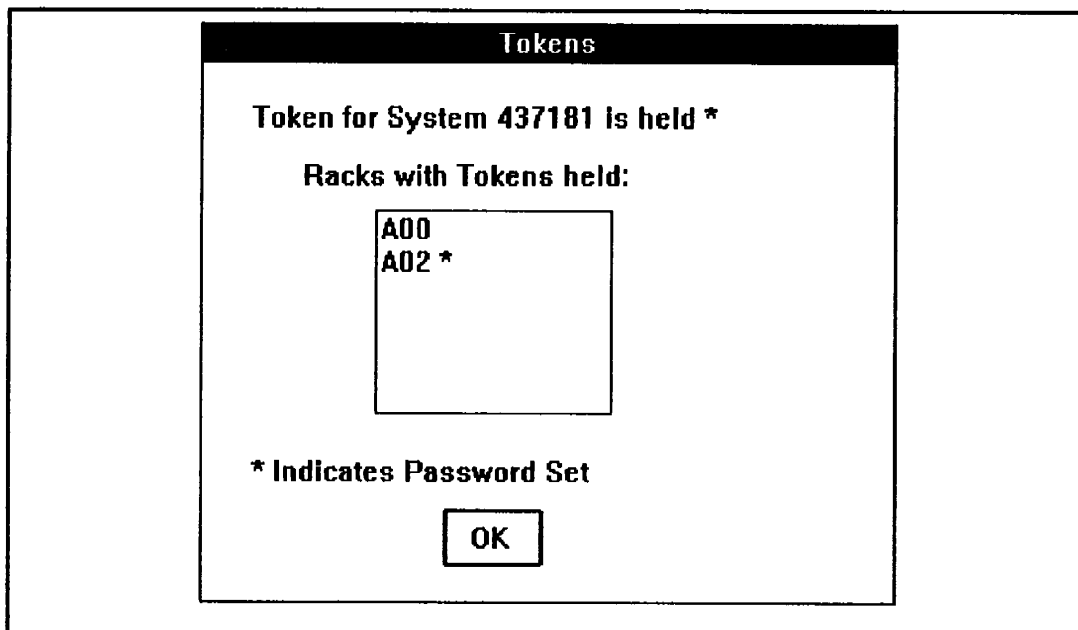 Tokens
Token for System 437181 is held *
Racks with Tokens held:
A00
A02 *
* Indicates Password Set
OK